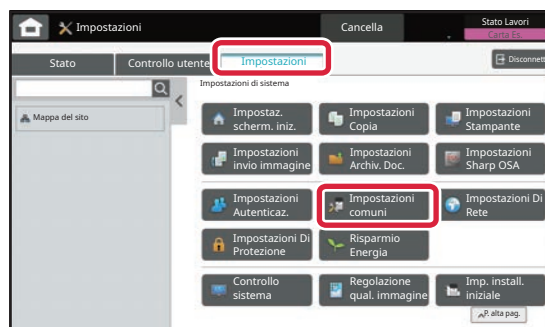 Impostazioni
Cancella
Stato Lavori
Carta Es.
Stato
Controllo utente
Impostazioni
Disconnett
Impostazioni di sistema
Mappa del sito
Impostaz.
scherm. iniz.
Impostazioni
Copia
Impostazioni
Stampante
Impostazioni
invio immagine
Impostazioni
Archiv. Doc.
Impostazioni
Sharp OSA
Impostazioni
Autenticaz.
Impostazioni
comuni
Impostazioni Di
Rete
Impostazioni Di
Protezione
Risparmio
Energia
Controllo
sistema
Regolazione
qual. immagine
Imp. install.
iniziale
P. alta pag.